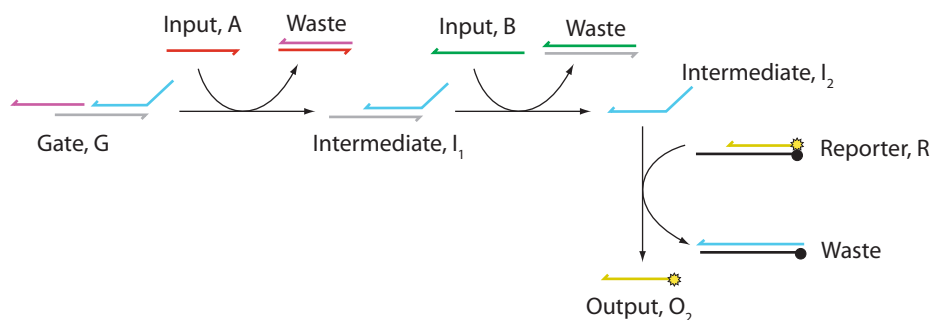 Input, A
Waste
Input, B
Waste
Intermediate, I2
Gate, G
Intermediate, I1
Reporter, R
Waste
Output, O2